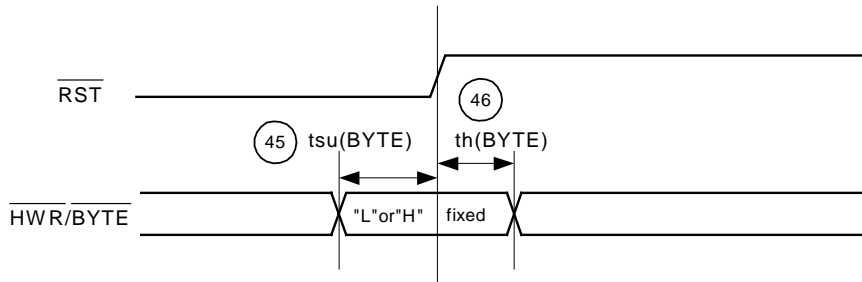 RST
46
45 tsu(BYTE) th(BYTE)
HWR/BYTE "L"or"H" fixed